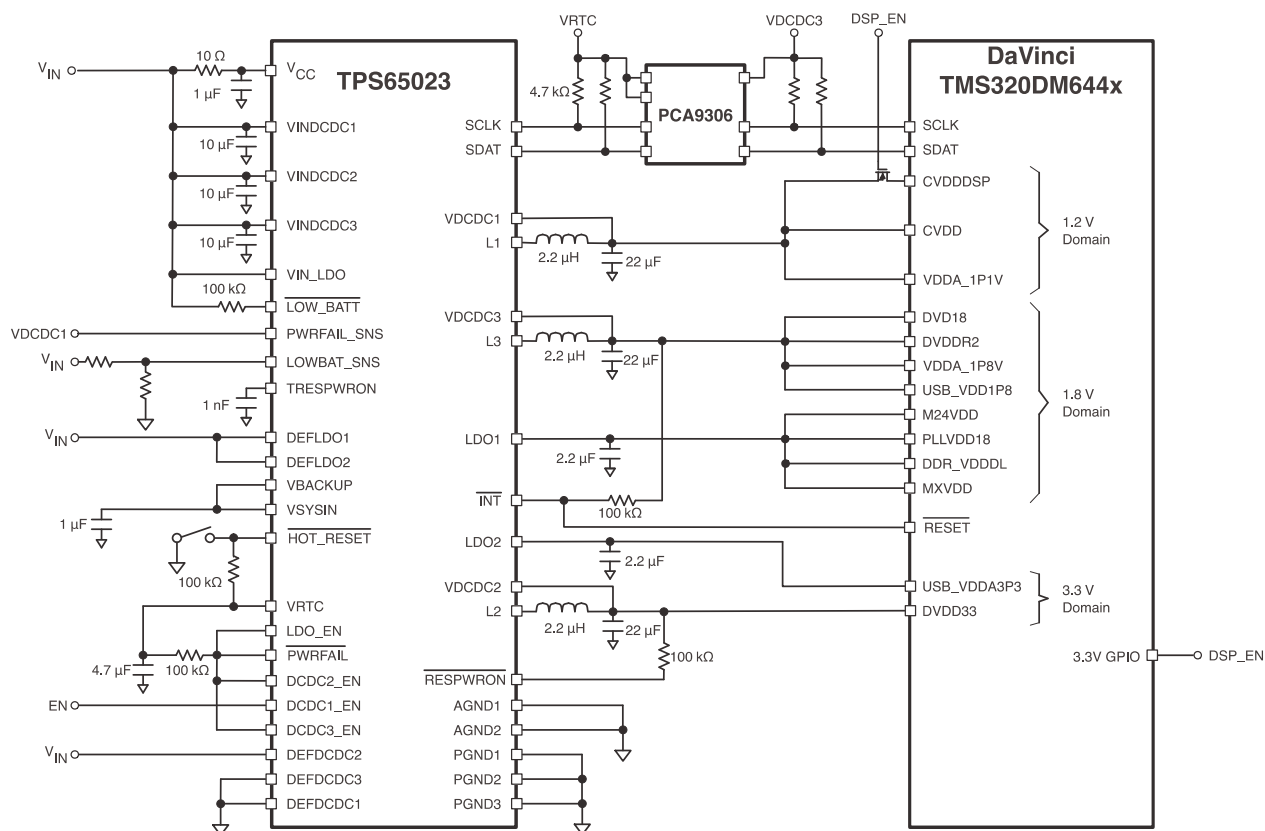 VRTC
VDCDC3
DSP_EN
VIN
10 Ω
1 µF
VCC
TPS65023
4.7 kΩ
PCA9306
DaVinci
TMS320DM644x
VINDCDC1
10 µF
VINDCDC2
10 µF
VINDCDC3
10 µF
VIN_LDO
100 kΩ
LOW_BATT
VDCDC1
PWRFAIL_SNS
VIN
LOWBAT_SNS
TRESPWRON
1 nF
VIN
DEFLDO1
DEFLDO2
VBACKUP
VSYSIN
1 µF
HOT_RESET
100 kΩ
VRTC
LDO_EN
PWRFAIL
4.7 µF
100 kΩ
DCDC2_EN
EN
DCDC1_EN
DCDC3_EN
VIN
DEFDCDC2
DEFDCDC3
DEFDCDC1
SCLK
SDAT
VDCDC1
L1
2.2 µH
22 µF
VDCDC3
L3
2.2 µH
22 µF
LDO1
2.2 µF
INT
100 kΩ
LDO2
2.2 µF
VDCDC2
L2
2.2 µH
22 µF
100 kΩ
RESPWRON
AGND1
AGND2
PGND1
PGND2
PGND3
SCLK
SDAT
CVDDDSP
CVDD
VDDA_1P1V
1.2 V
Domain
DVD18
DVDDR2
VDDA_1P8V
USB_VDD1P8
M24VDD
PLLVDD18
DDR_VDDDL
MXVDD
1.8 V
Domain
RESET
USB_VDDA3P3
DVDD33
3.3 V
Domain
3.3V GPIO
DSP_EN